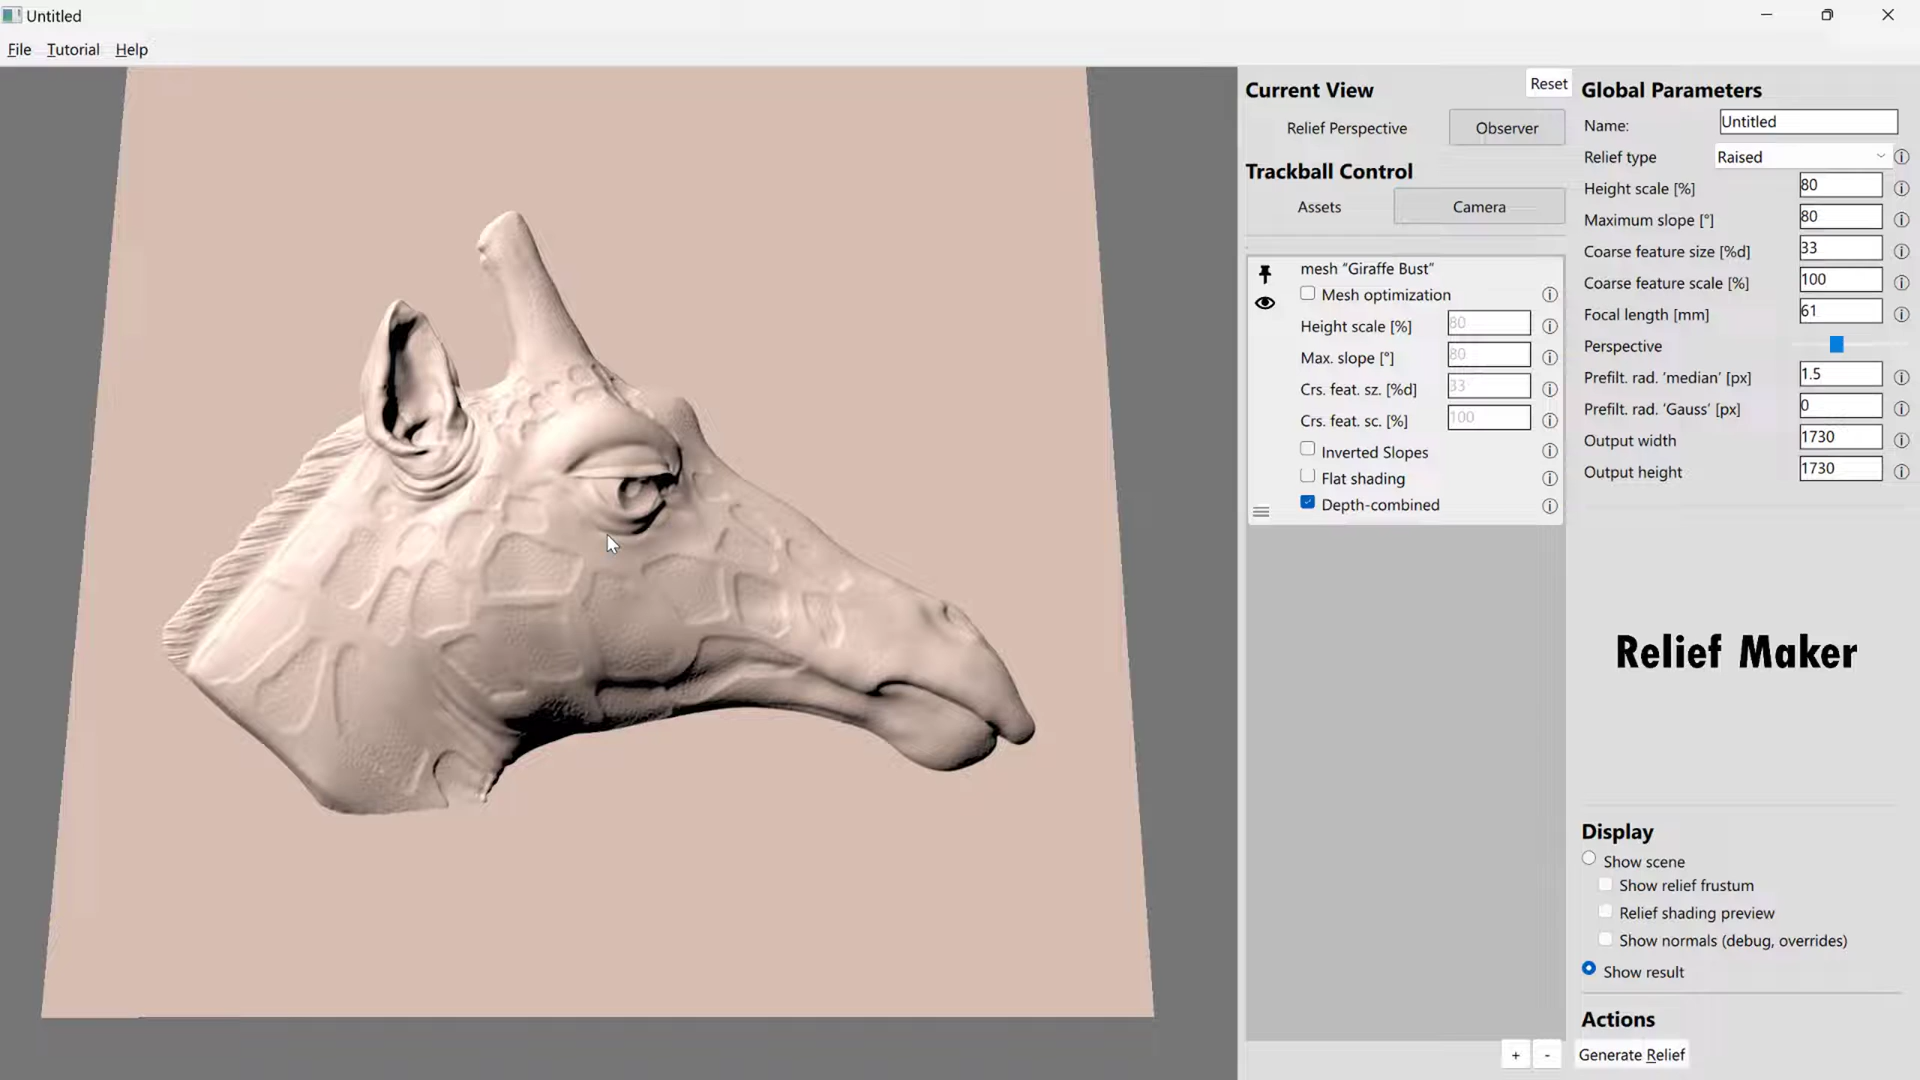 Untitled
File Tutorial Help
Current View
Reset
Relief Perspective
Observer
Trackball Control
Assets
Camera
mesh “Giraffe Bust”
Mesh optimization
Height scale [%] 80
Max. slope [°] 80
Crs. feat. sz. [%d] 33
Crs. feat. sc. [%] 100
Inverted Slopes
Flat shading
Depth-combined
+ -
Global Parameters
Name: Untitled
Relief type Raised
Height scale [%] 80
Maximum slope [°] 80
Coarse feature size [%d] 33
Coarse feature scale [%] 100
Focal length [mm] 61
Perspective
Prefilt. rad. ‘median’ [px] 1.5
Prefilt. rad. ‘Gauss’ [px] 0
Output width 1730
Output height 1730
Relief Maker
Display
Show scene
Show relief frustum
Relief shading preview
Show normals (debug, overrides)
Show result
Actions
Generate Relief